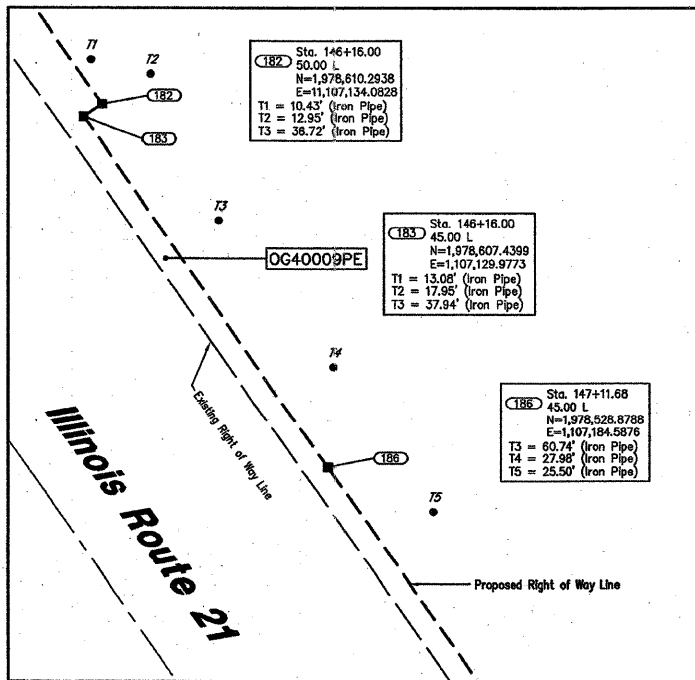 T1
T2
182
183
182 Sta. 146+16.00
50.00 L
N=1,978,610.2938
E=11,107,134.0828
T1 = 10.43' (Iron Pipe)
T2 = 12.95' (Iron Pipe)
T3 = 36.72' (Iron Pipe)
T3
OG40009PE
183 Sta. 146+16.00
45.00 L
N=1,978,607.4399
E=1,107,129.9773
T1 = 13.08' (Iron Pipe)
T2 = 17.95' (Iron Pipe)
T3 = 37.94' (Iron Pipe)
T4
Existing Right of Way Line
186 Sta. 147+11.68
45.00 L
N=1,978,528.8788
E=1,107,184.5876
T3 = 60.74' (Iron Pipe)
T4 = 27.98' (Iron Pipe)
T5 = 25.50' (Iron Pipe)
186
T5
Illinois Route 21
Proposed Right of Way Line